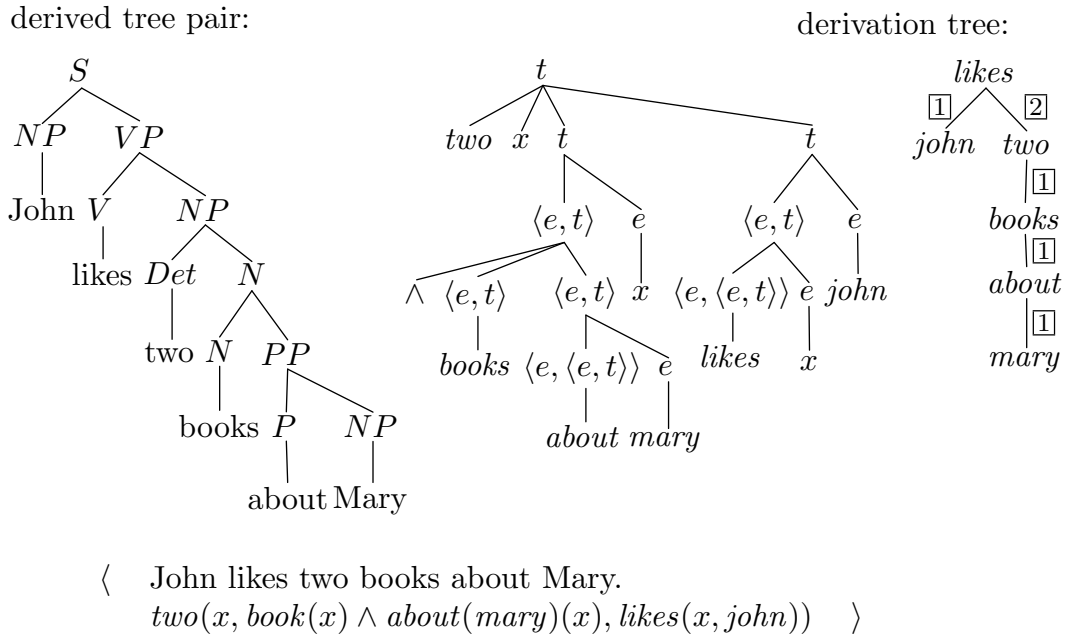 derived tree pair:
derivation tree:
S t likes
1 2
NP VP two x t t john two
1
John V NP ⟨e, t⟩ e ⟨e, t⟩ e books
1
likes Det N ∧ ⟨e, t⟩ ⟨e, t⟩ x ⟨e, ⟨e, t⟩⟩ e john about
1
two N PP books ⟨e, ⟨e, t⟩⟩ e likes x mary
books P NP about mary
about Mary
⟨ John likes two books about Mary.
two(x, book(x) ∧ about(mary)(x), likes(x, john)) ⟩